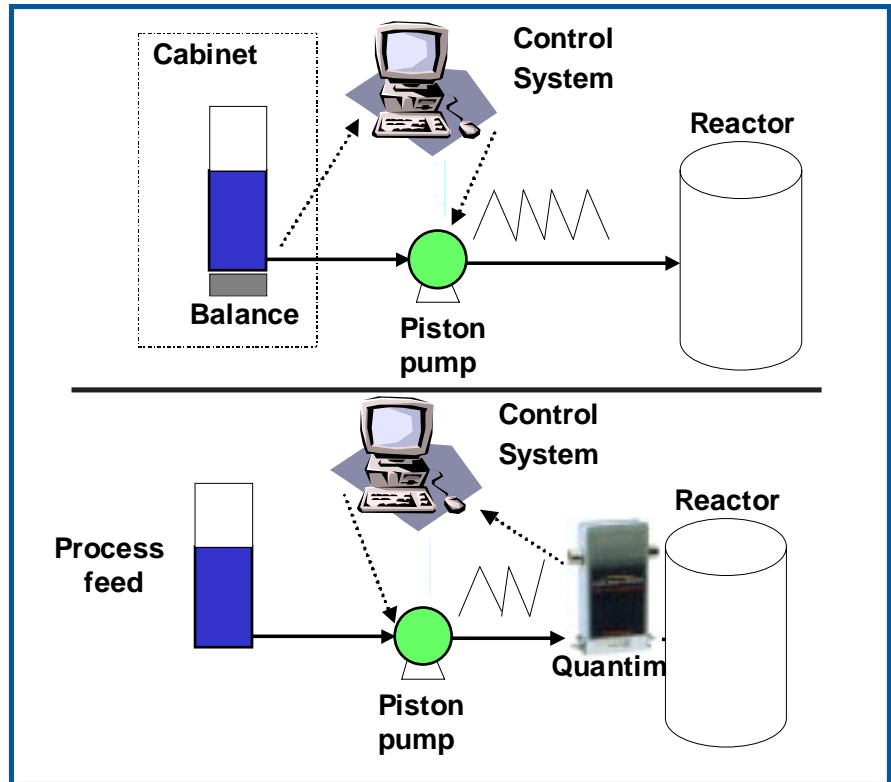 Cabinet
Control
System
Reactor
Balance
Piston
pump
Control
System
Reactor
Process
feed
Quantim
Piston
pump